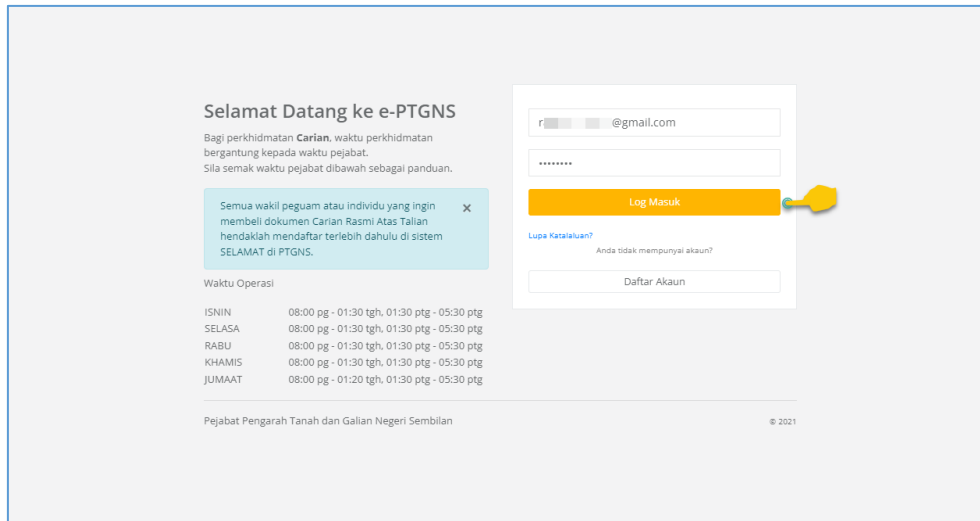 Selamat Datang ke e-PTGNS
Bagi perkhidmatan Carian, waktu perkhidmatan
bergantung kepada waktu pejabat.
Sila semak waktu pejabat dibawah sebagai panduan.
Semua wakil peguam atau individu yang ingin
membeli dokumen Carian Rasmi Atas Talian
hendaklah mendaftar terlebih dahulu di sistem
SELAMAT di PTGNS.
×
Waktu Operasi
ISNIN 08:00 pg - 01:30 tgh, 01:30 ptg - 05:30 ptg
SELASA 08:00 pg - 01:30 tgh, 01:30 ptg - 05:30 ptg
RABU 08:00 pg - 01:30 tgh, 01:30 ptg - 05:30 ptg
KHAMIS 08:00 pg - 01:30 tgh, 01:30 ptg - 05:30 ptg
JUMAAT 08:00 pg - 01:20 tgh, 01:30 ptg - 05:30 ptg
r @gmail.com
••••••••
Log Masuk
Lupa Katalaluan?
Anda tidak mempunyai akaun?
Daftar Akaun
Pejabat Pengarah Tanah dan Galian Negeri Sembilan
© 2021